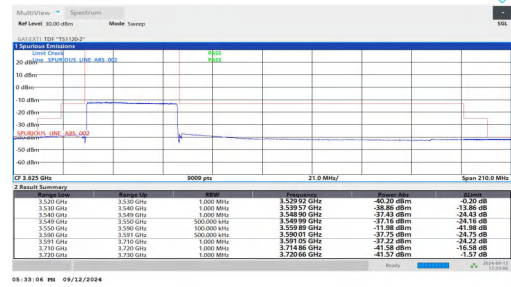 MultiView Spectrum
Ref Level 30.00 dBm Mode Sweep SGL
TDF "TS1120-2"
1 Spurious Emissions
Limit Check PASS
Line _SPURIOUS_LINE_ABS_002 PASS
20 dBm
10 dBm
0 dBm
-10 dBm
-20 dBm
-30 dBm
_SPURIOUS_LINE_ABS_002
-50 dBm
-60 dBm
CF 3.625 GHz 9009 pts 21.0 MHz/ Span 210.0 MHz
2 Result Summary
Range Low Range Up RBW Frequency Power Abs ΔLimit
3.520 GHz 3.530 GHz 1.000 MHz 3.52992 GHz -40.20 dBm -0.20 dB
3.530 GHz 3.540 GHz 1.000 MHz 3.53957 GHz -38.86 dBm -13.86 dB
3.540 GHz 3.549 GHz 1.000 MHz 3.54890 GHz -37.43 dBm -24.43 dB
3.549 GHz 3.550 GHz 500.000 kHz 3.54999 GHz -37.16 dBm -24.16 dB
3.550 GHz 3.590 GHz 100.000 kHz 3.55989 GHz -11.98 dBm -41.98 dB
3.590 GHz 3.591 GHz 500.000 kHz 3.59001 GHz -37.75 dBm -24.75 dB
3.591 GHz 3.710 GHz 1.000 MHz 3.59105 GHz -37.22 dBm -24.22 dB
3.710 GHz 3.720 GHz 1.000 MHz 3.71486 GHz -41.58 dBm -16.58 dB
3.720 GHz 3.730 GHz 1.000 MHz 3.72066 GHz -41.57 dBm -1.57 dB
Ready
05:33:06 PM 09/12/2024